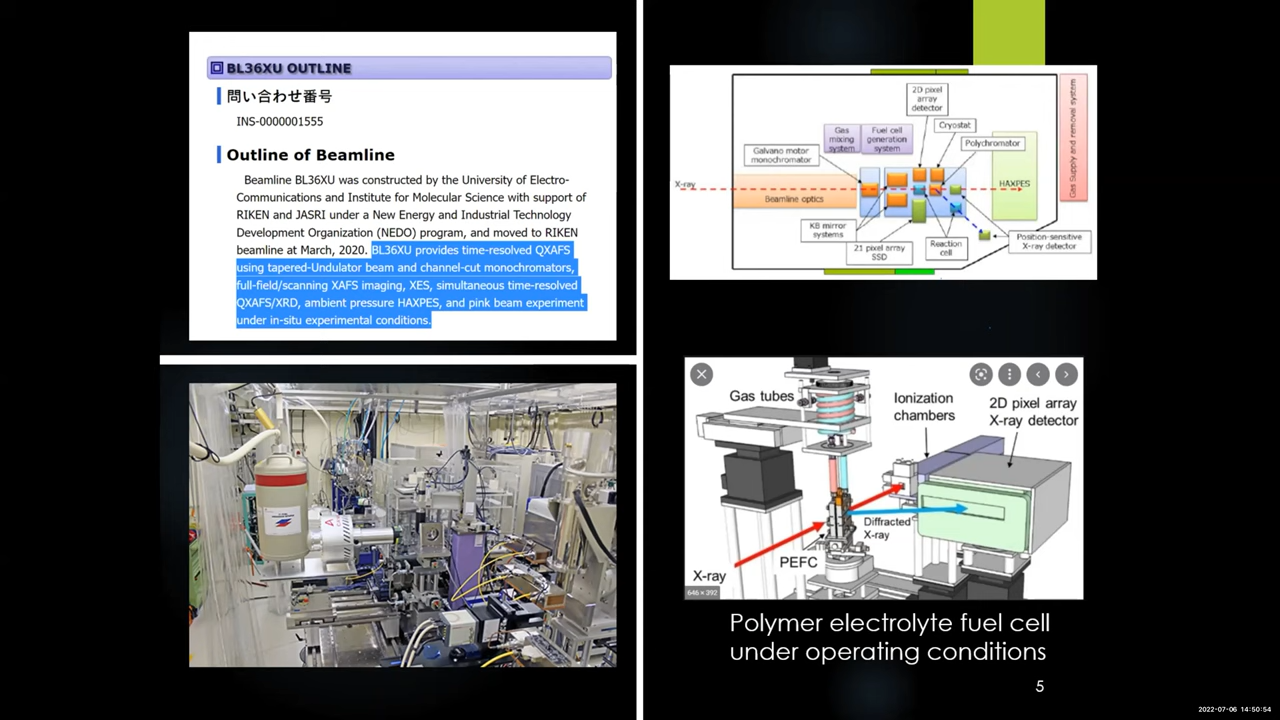 BL36XU OUTLINE
問い合わせ番号
INS-0000001555
Outline of Beamline
Beamline BL36XU was constructed by the University of Electro-
Communications and Institute for Molecular Science with support of
RIKEN and JASRI under a New Energy and Industrial Technology
Development Organization (NEDO) program, and moved to RIKEN
beamline at March, 2020. BL36XU provides time-resolved QXAFS
using tapered-Undulator beam and channel-cut monochromators,
full-field/scanning XAFS imaging, XES, simultaneous time-resolved
QXAFS/XRD, ambient pressure HAXPES, and pink beam experiment
under in-situ experimental conditions.
2D pixel
array
detector
Gas
mixing
system
Fuel cell
generation
system
Cryostat
Polychromator
Galvano motor
monochromator
X-ray
Beamline optics
HAXPES
Gas Supply and removal system
KB mirror
systems
21 pixel array
SSD
Reaction
cell
Position-sensitive
X-ray detector
Gas tubes
Ionization
chambers
2D pixel array
X-ray detector
Diffracted
X-ray
PEFC
X-ray
646 × 392
Polymer electrolyte fuel cell
under operating conditions
5
2022-07-06 14:50:54